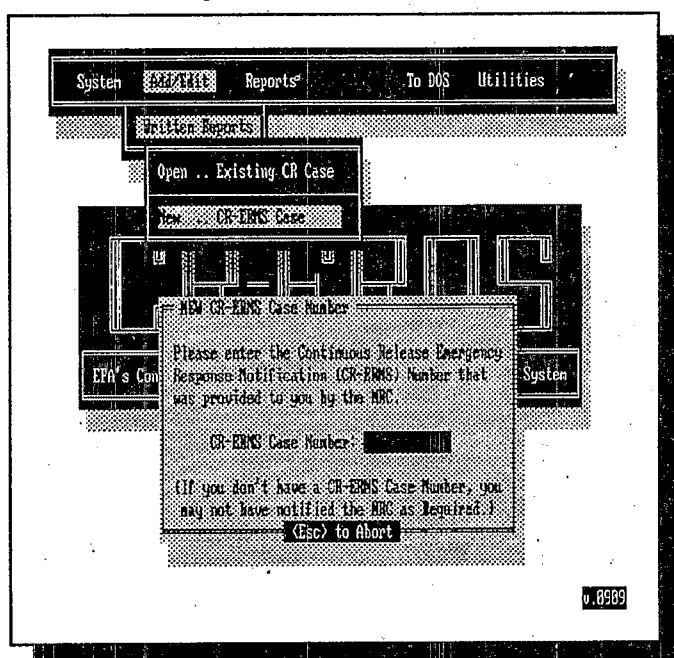 System Add/Edit Reports To DOS Utilities
Written Reports
Open .. Existing CR Case
New ... CR-ERNS Case
NEW CR-ERNS Case Number
EPA's Con
System
Please enter the Continuous Release Emergency
Response Notification (CR-ERNS) Number that
was provided to you by the NRC.
CR-ERNS Case Number:
(If you don't have a CR-ERNS Case Number, you
may not have notified the NRC as Required.)
<Esc> to Abort
v.0909